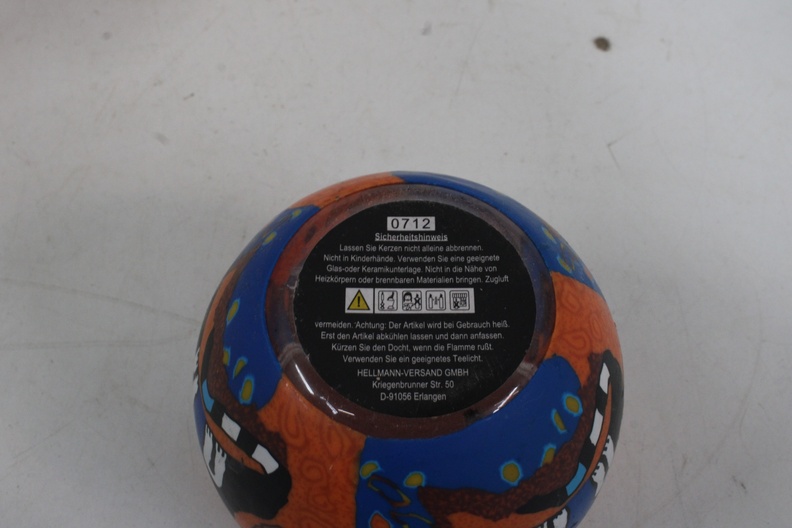 0712
Sicherheitshinweis
Lassen Sie Kerzen nicht alleine abbrennen.
Nicht in Kinderhände. Verwenden Sie eine geeignete
Glas-oder Keramikunterlage. Nicht in die Nähe von
Heizkörpern oder brennbaren Materialien bringen. Zugluft
vermeiden. Achtung: Der Artikel wird bei Gebrauch heiß.
Erst den Artikel abkühlen lassen und dann anfassen.
Kürzen Sie den Docht, wenn die Flamme rußt.
Verwenden Sie ein geeignetes Teelicht.
HELLMANN-VERSAND GMBH
Kriegenbrunner Str. 50
D-91056 Erlangen